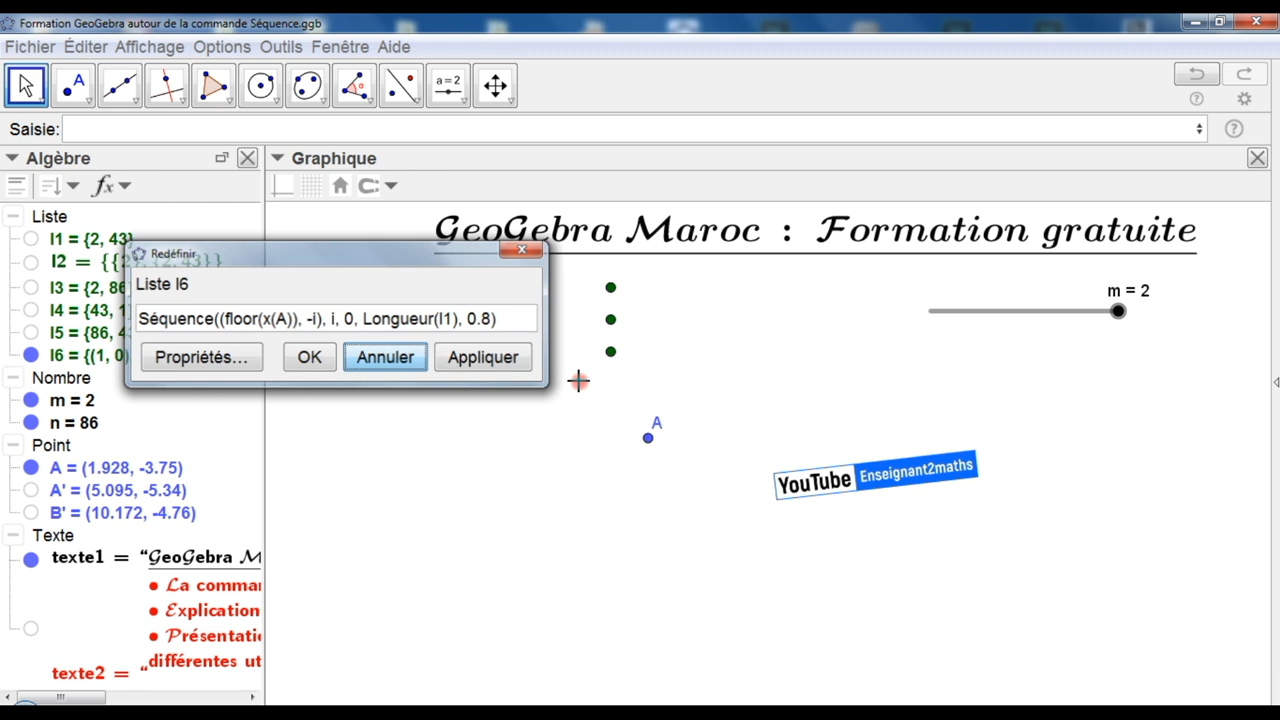 Formation GeoGebra autour de la commande Séquence.ggb
Fichier Éditer Affichage Options Outils Fenêtre Aide
A
a=2
Saisie:
Algèbre
Graphique
fx
Liste
l1 = {2, 43}
l2 = {{2}, {2, 43}}
l3 = {2, 86
l4 = {43, 1
l5 = {86, 4
l6 = {(1, 0)
Nombre
m = 2
n = 86
Point
A = (1.928, -3.75)
A' = (5.095, -5.34)
B' = (10.172, -4.76)
Texte
texte1 = “GeoGebra M
• La comma
• Explication
• Présentati
différentes ut
texte2 = “
Redéfinir
Liste l6
Séquence((floor(x(A)), -i), i, 0, Longueur(l1), 0.8)
Propriétés…
OK
Annuler
Appliquer
GeoGebra Maroc : Formation gratuite
m = 2
A
YouTube Enseignant2maths